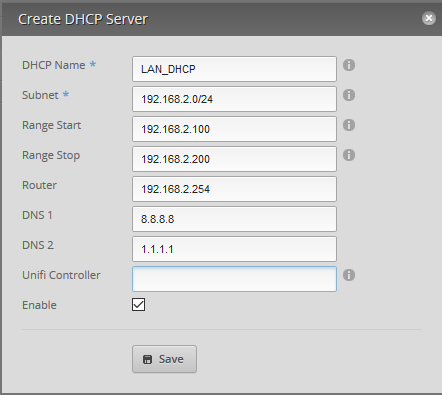 Create DHCP Server
DHCP Name * LAN_DHCP
Subnet * 192.168.2.0/24
Range Start 192.168.2.100
Range Stop 192.168.2.200
Router 192.168.2.254
DNS 1 8.8.8.8
DNS 2 1.1.1.1
Unifi Controller
Enable
Save